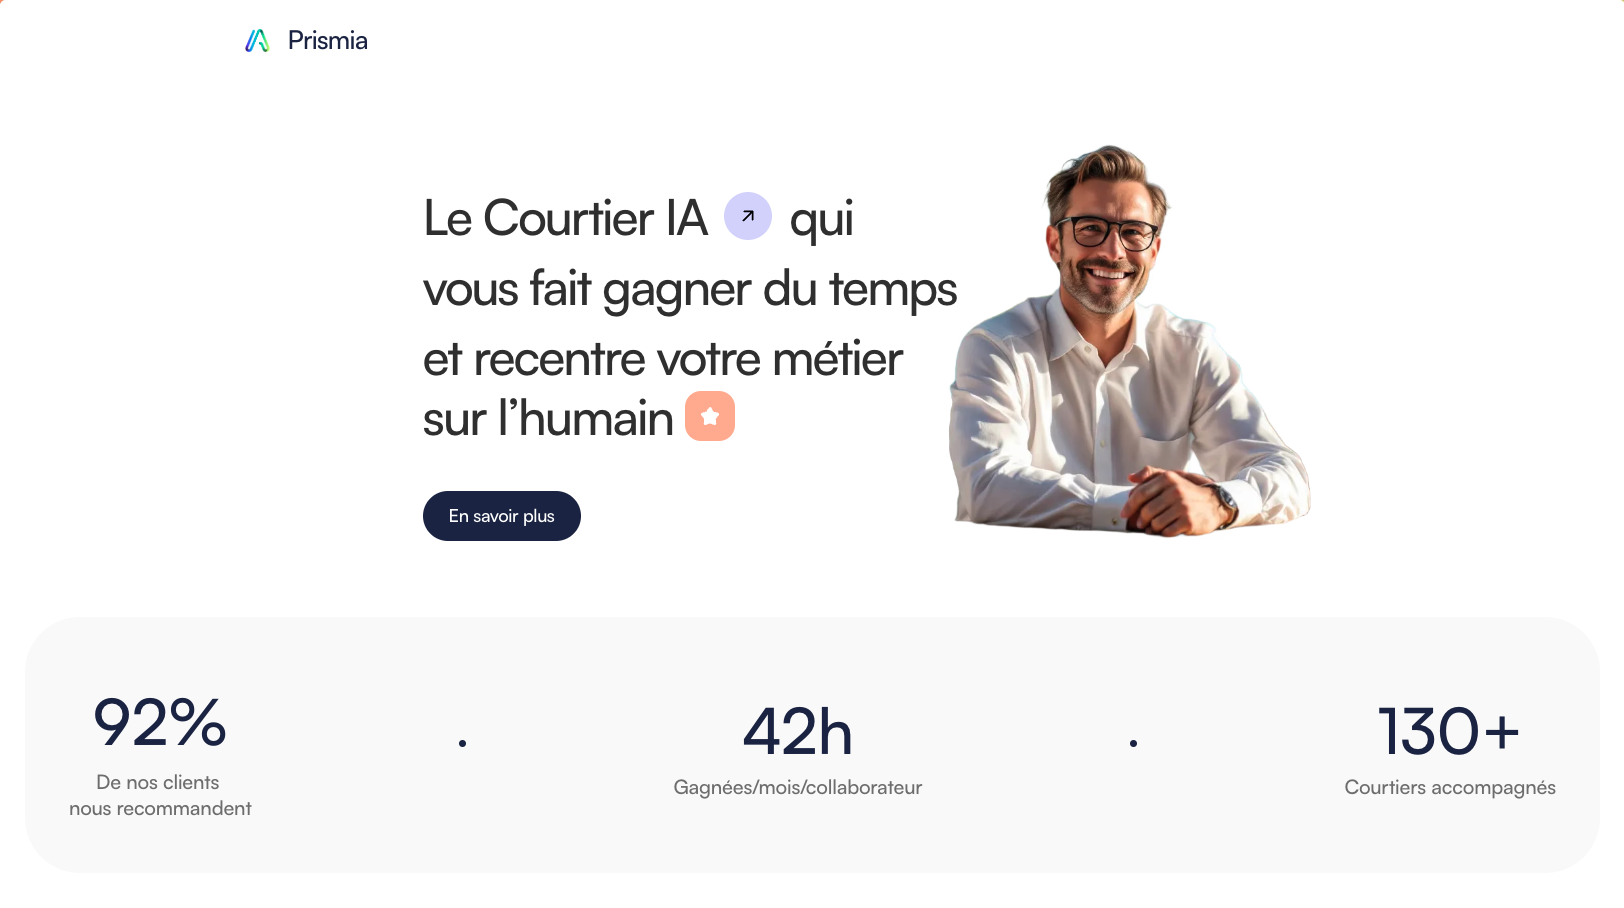 Prismia
Le Courtier IA qui
vous fait gagner du temps
et recentre votre métier
sur l’humain
En savoir plus
92%
De nos clients
nous recommandent
42h
Gagnées/mois/collaborateur
130+
Courtiers accompagnés